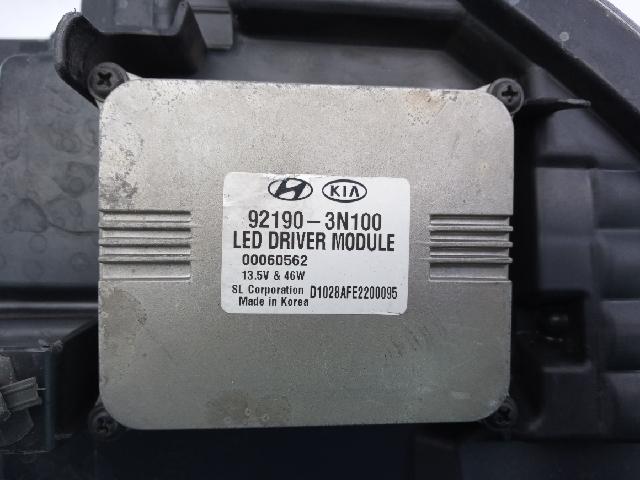 KIA
92190-3N100
LED DRIVER MODULE
00060562
13.5V & 46W
SL Corporation D1028AFE2200095
Made in Korea